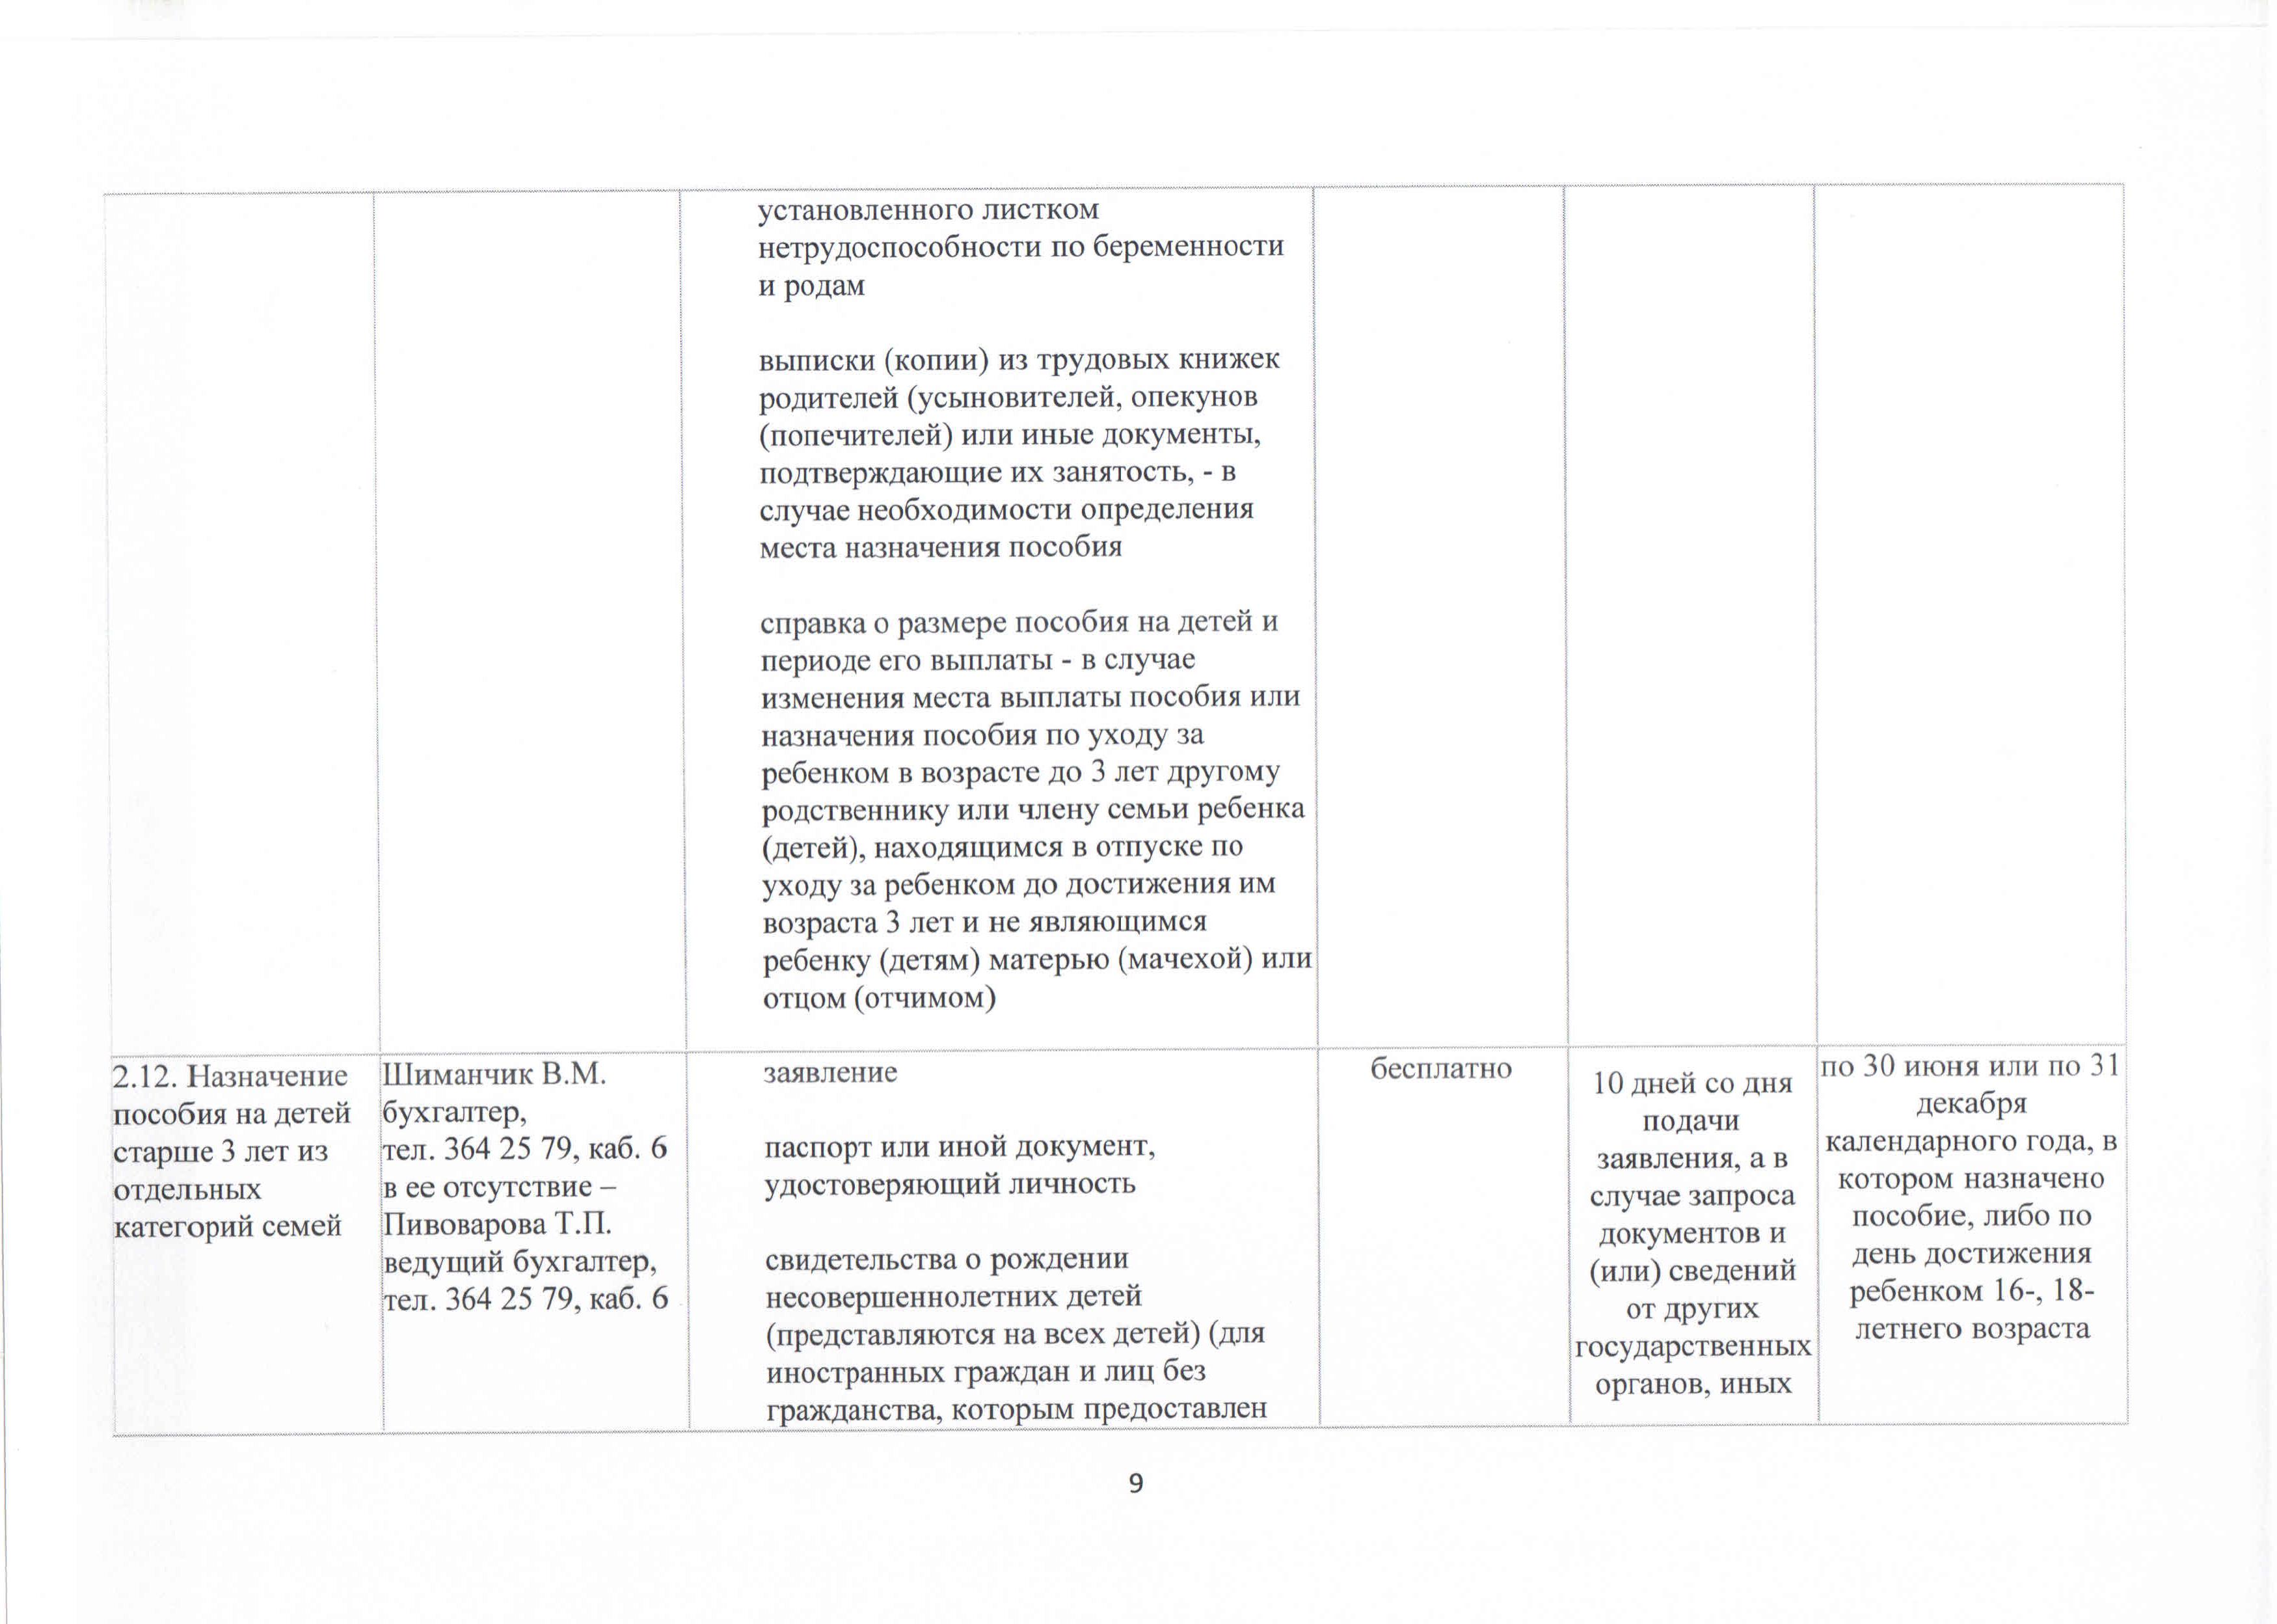 установленного листком
нетрудоспособности по беременности
и родам
выписки (копии) из трудовых книжек
родителей (усыновителей, опекунов
(попечителей) или иные документы,
подтверждающие их занятость, - в
случае необходимости определения
места назначения пособия
справка о размере пособия на детей и
периоде его выплаты - в случае
изменения места выплаты пособия или
назначения пособия по уходу за
ребенком в возрасте до 3 лет другому
родственнику или члену семьи ребенка
(детей), находящимся в отпуске по
уходу за ребенком до достижения им
возраста 3 лет и не являющимся
ребенку (детям) матерью (мачехой) или
отцом (отчимом)
2.12. Назначение
пособия на детей
старше 3 лет из
отдельных
категорий семей
Шиманчик В.М.
бухгалтер,
тел. 364 25 79, каб. 6
в ее отсутствие –
Пивоварова Т.П.
ведущий бухгалтер,
тел. 364 25 79, каб. 6
заявление
паспорт или иной документ,
удостоверяющий личность
свидетельства о рождении
несовершеннолетних детей
(представляются на всех детей) (для
иностранных граждан и лиц без
гражданства, которым предоставлен
бесплатно
10 дней со дня
подачи
заявления, а в
случае запроса
документов и
(или) сведений
от других
государственных
органов, иных
по 30 июня или по 31
декабря
календарного года, в
котором назначено
пособие, либо по
день достижения
ребенком 16-, 18-
летнего возраста
9